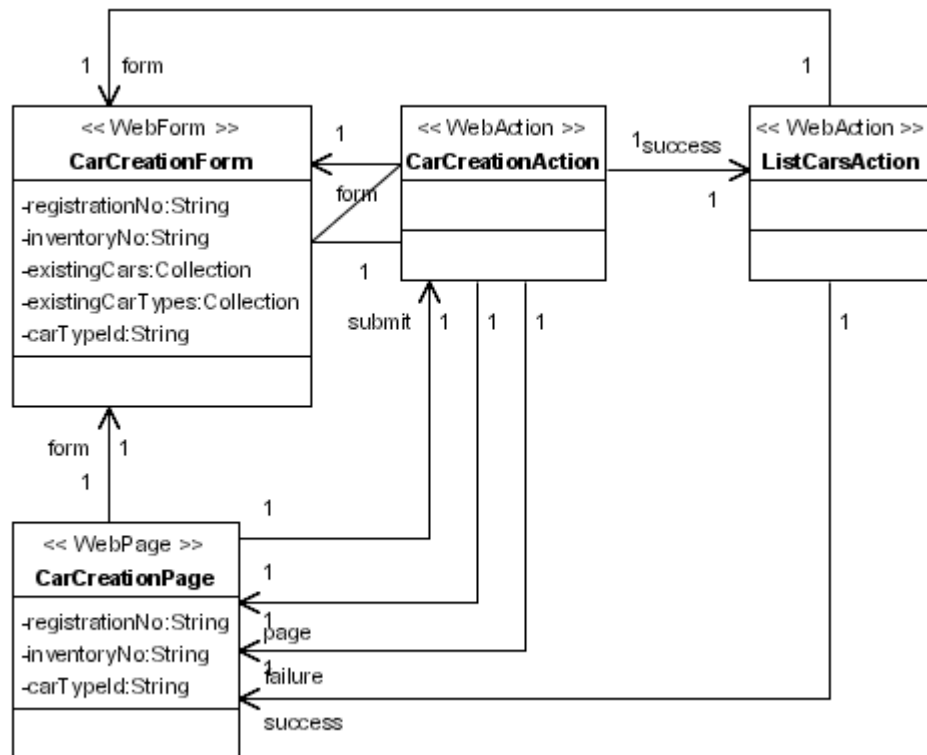 1 form
1
<< WebForm >>
CarCreationForm
-registrationNo:String
-inventoryNo:String
-existingCars:Collection
-existingCarTypes:Collection
-carTypeId:String
1
form
1
<< WebAction >>
CarCreationAction
1 success
1
<< WebAction >>
ListCarsAction
submit 1 1 1
1
form 1
1
<< WebPage >>
CarCreationPage
-registrationNo:String
-inventoryNo:String
-carTypeId:String
1
1
1
page
1
failure
success